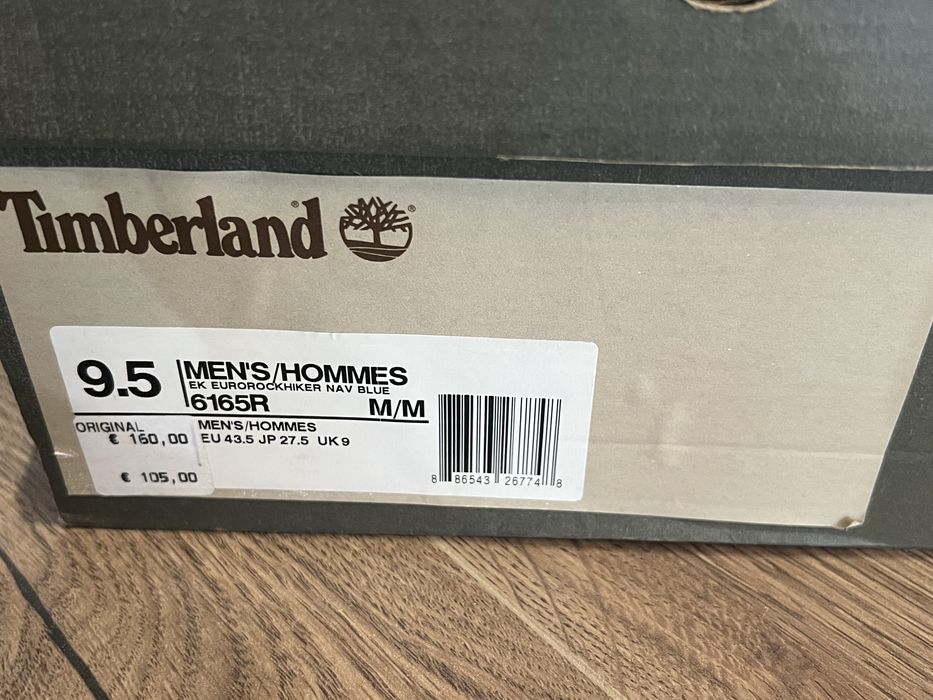 Timberland
9.5
MEN'S/HOMMES
EK EUROROCKHIKER NAV BLUE
6165R M/M
ORIGINAL
€ 160,00
€ 105,00
MEN'S/HOMMES
EU 43.5 JP 27.5 UK 9
8 86543 26774 8